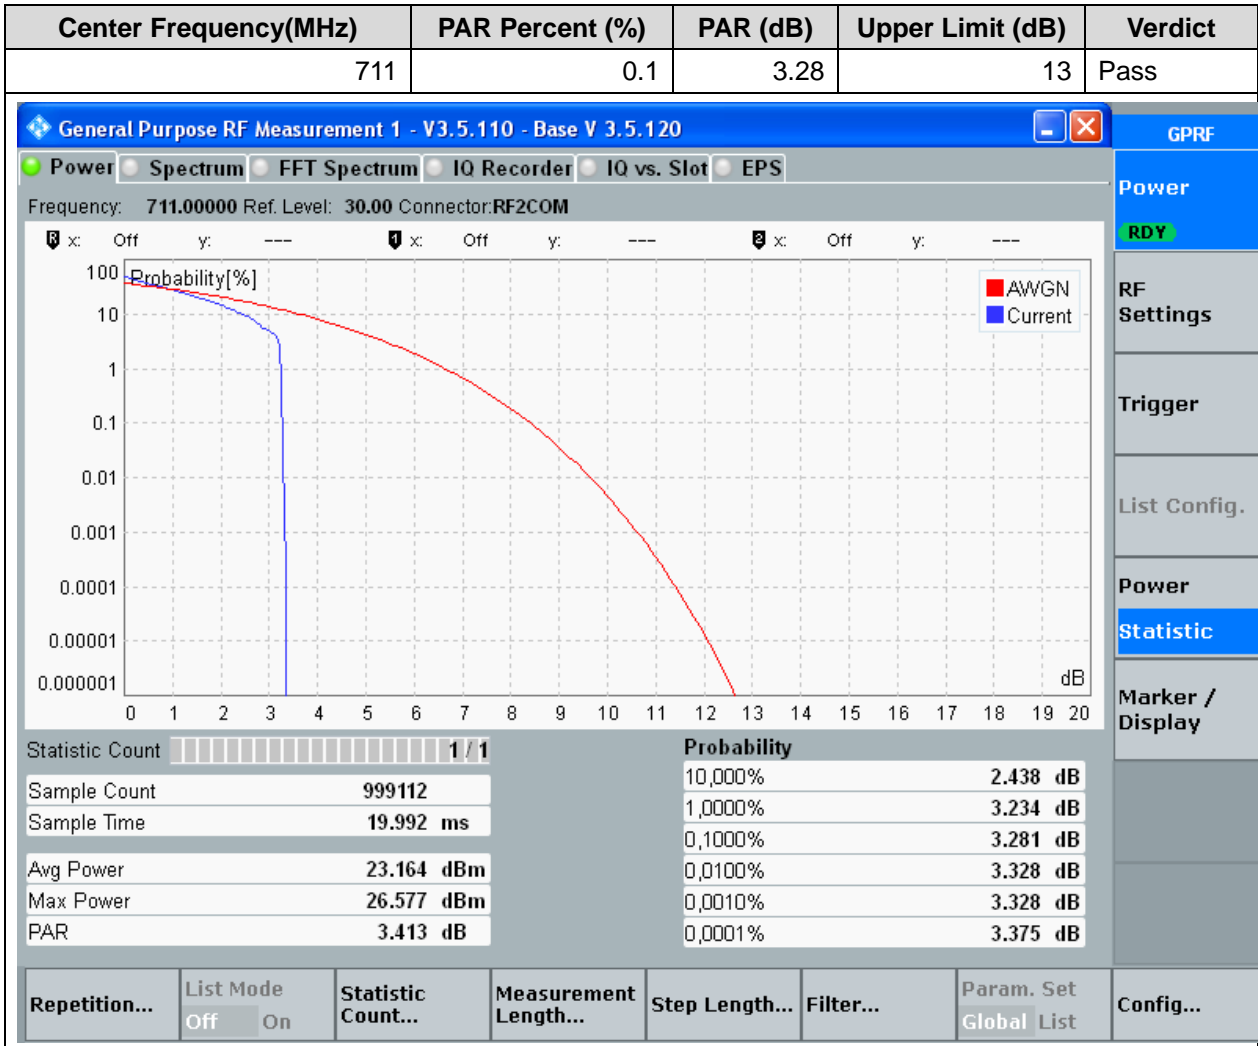 Center Frequency(MHz) PAR Percent (%) PAR (dB) Upper Limit (dB) Verdict
711 0.1 3.28 13 Pass
General Purpose RF Measurement 1 - V3.5.110 - Base V 3.5.120
GPRF
Power Spectrum FFT Spectrum IQ Recorder IQ vs. Slot EPS
Frequency: 711.00000 Ref. Level: 30.00 Connector:RF2COM
R x: Off y: --- 1 x: Off y: --- 2 x: Off y: ---
Power
RDY
RF
Settings
Trigger
List Config.
Power
Statistic
Marker /
Display
Probability[%]
AWGN
Current
100
10
1
0.1
0.01
0.001
0.0001
0.00001
0.000001
dB
0 1 2 3 4 5 6 7 8 9 10 11 12 13 14 15 16 17 18 19 20
Statistic Count 1 / 1
Sample Count 999112
Sample Time 19.992 ms
Avg Power 23.164 dBm
Max Power 26.577 dBm
PAR 3.413 dB
Probability
10,000% 2.438 dB
1,0000% 3.234 dB
0,1000% 3.281 dB
0,0100% 3.328 dB
0,0010% 3.328 dB
0,0001% 3.375 dB
Repetition...
List Mode
Off On
Statistic
Count...
Measurement
Length...
Step Length...
Filter...
Param. Set
Global List
Config...